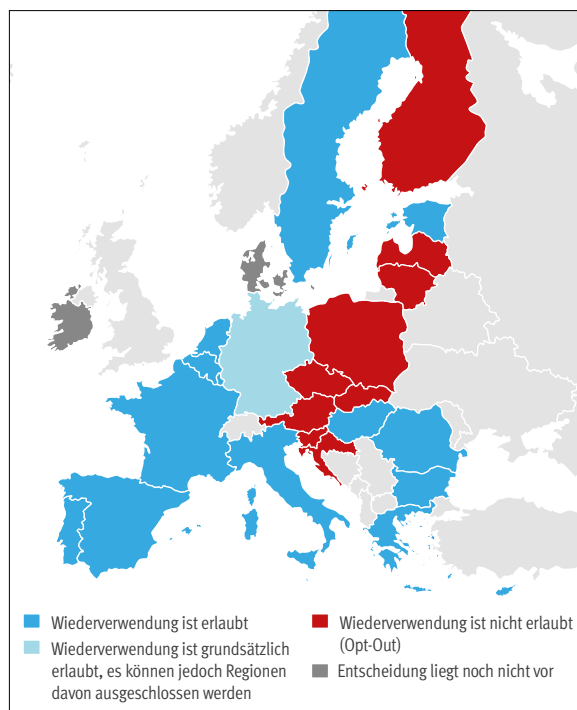 Wiederverwendung ist erlaubt
Wiederverwendung ist grundsätzlich
erlaubt, es können jedoch Regionen
davon ausgeschlossen werden
Wiederverwendung ist nicht erlaubt
(Opt-Out)
Entscheidung liegt noch nicht vor